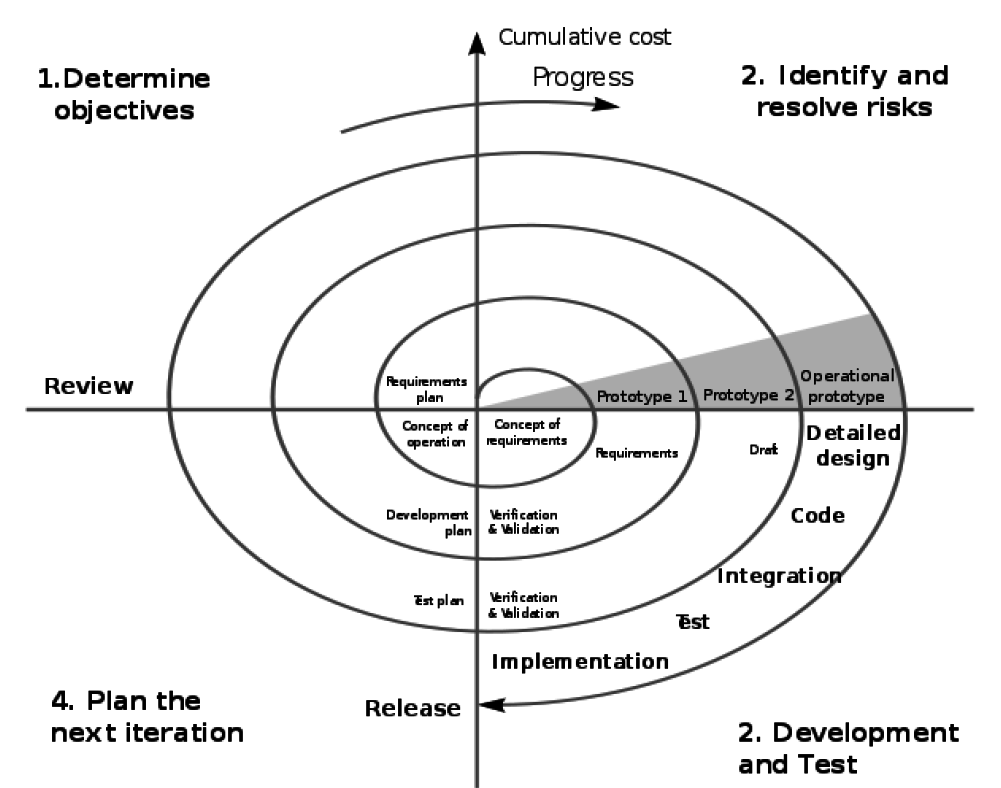 Cumulative cost
Progress
1.Determine
objectives
2. Identify and
resolve risks
Review
Requirements
plan
Prototype 1
Prototype 2
Operational
prototype
Concept of
operation
Concept of
requirements
Requirements
Draft
Detailed
design
Code
Development
plan
Verification
& Validation
Integration
Test plan
Verification
& Validation
Test
Implementation
Release
4. Plan the
next iteration
2. Development
and Test